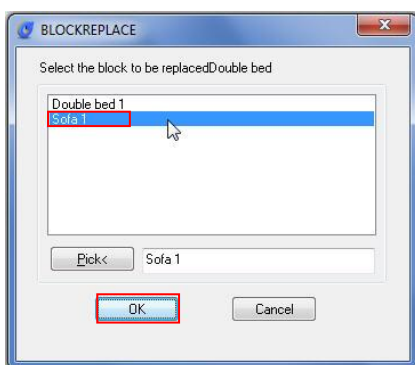 BLOCKREPLACE
Select the block to be replacedDouble bed
Double bed 1
Sofa 1
Pick< Sofa 1
OK Cancel